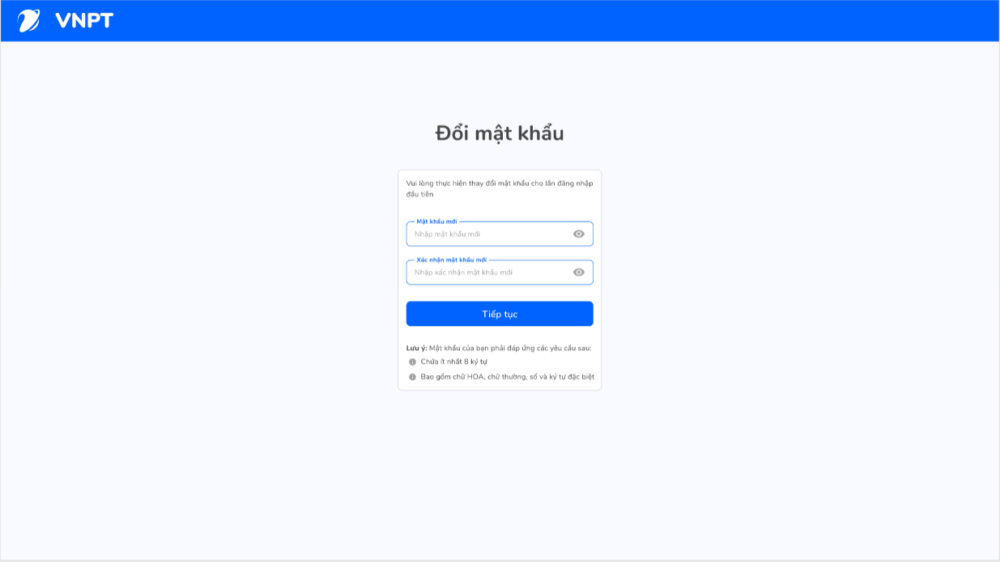 VNPT
Đổi mật khẩu
Vui lòng thực hiện thay đổi mật khẩu cho lần đăng nhập
đầu tiên
Mật khẩu mới
Nhập mật khẩu mới
Xác nhận mật khẩu mới
Nhập xác nhận mật khẩu mới
Tiếp tục
Lưu ý: Mật khẩu của bạn phải đáp ứng các yêu cầu sau:
Chứa ít nhất 8 ký tự
Bao gồm chữ HOA, chữ thường, số và ký tự đặc biệt